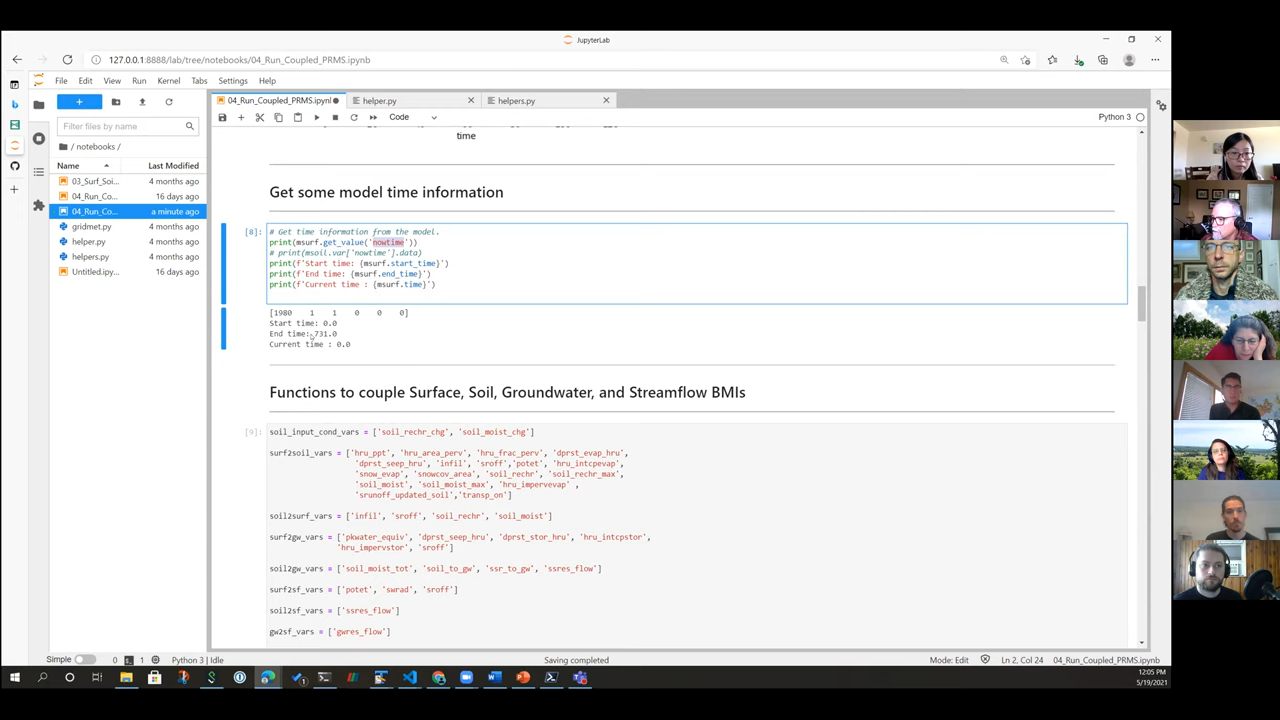 JupyterLab
127.0.0.1:8888/lab/tree/notebooks/04_Run_Coupled_PRMS.ipynb
File Edit View Run Kernel Tabs Settings Help
04_Run_Coupled_PRMS.ipynl
helper.py
helpers.py
Filter files by name
Code
Python 3
/ notebooks /
Name Last Modified
03_Surf_Soi... 4 months ago
04_Run_Co... 16 days ago
04_Run_Co... a minute ago
gridmet.py 4 months ago
helper.py 4 months ago
helpers.py 4 months ago
Untitled.ipy... 16 days ago
time
Get some model time information
[8]:
# Get time information from the model.
print(msurf.get_value('nowtime'))
# print(msoil.var['nowtime'].data)
print(f'Start time: {msurf.start_time}')
print(f'End time: {msurf.end_time}')
print(f'Current time : {msurf.time}')
[1980 1 1 0 0 0]
Start time: 0.0
End time: 731.0
Current time : 0.0
Functions to couple Surface, Soil, Groundwater, and Streamflow BMIs
[9]:
soil_input_cond_vars = ['soil_rechr_chg', 'soil_moist_chg']
surf2soil_vars = ['hru_ppt', 'hru_area_perv', 'hru_frac_perv', 'dprst_evap_hru',
'dprst_seep_hru', 'infil', 'sroff','potet', 'hru_intcpevap',
'snow_evap', 'snowcov_area', 'soil_rechr', 'soil_rechr_max',
'soil_moist', 'soil_moist_max', 'hru_impervevap' ,
'srunoff_updated_soil','transp_on']
soil2surf_vars = ['infil', 'sroff', 'soil_rechr', 'soil_moist']
surf2gw_vars = ['pkwater_equiv', 'dprst_seep_hru', 'dprst_stor_hru', 'hru_intcpstor',
'hru_impervstor', 'sroff']
soil2gw_vars = ['soil_moist_tot', 'soil_to_gw', 'ssr_to_gw', 'ssres_flow']
surf2sf_vars = ['potet', 'swrad', 'sroff']
soil2sf_vars = ['ssres_flow']
gw2sf_vars = ['gwres_flow']
Simple 0 1 Python 3 | Idle Saving completed Mode: Edit Ln 2, Col 24 04_Run_Coupled_PRMS.ipynb
12:05 PM
5/19/2021